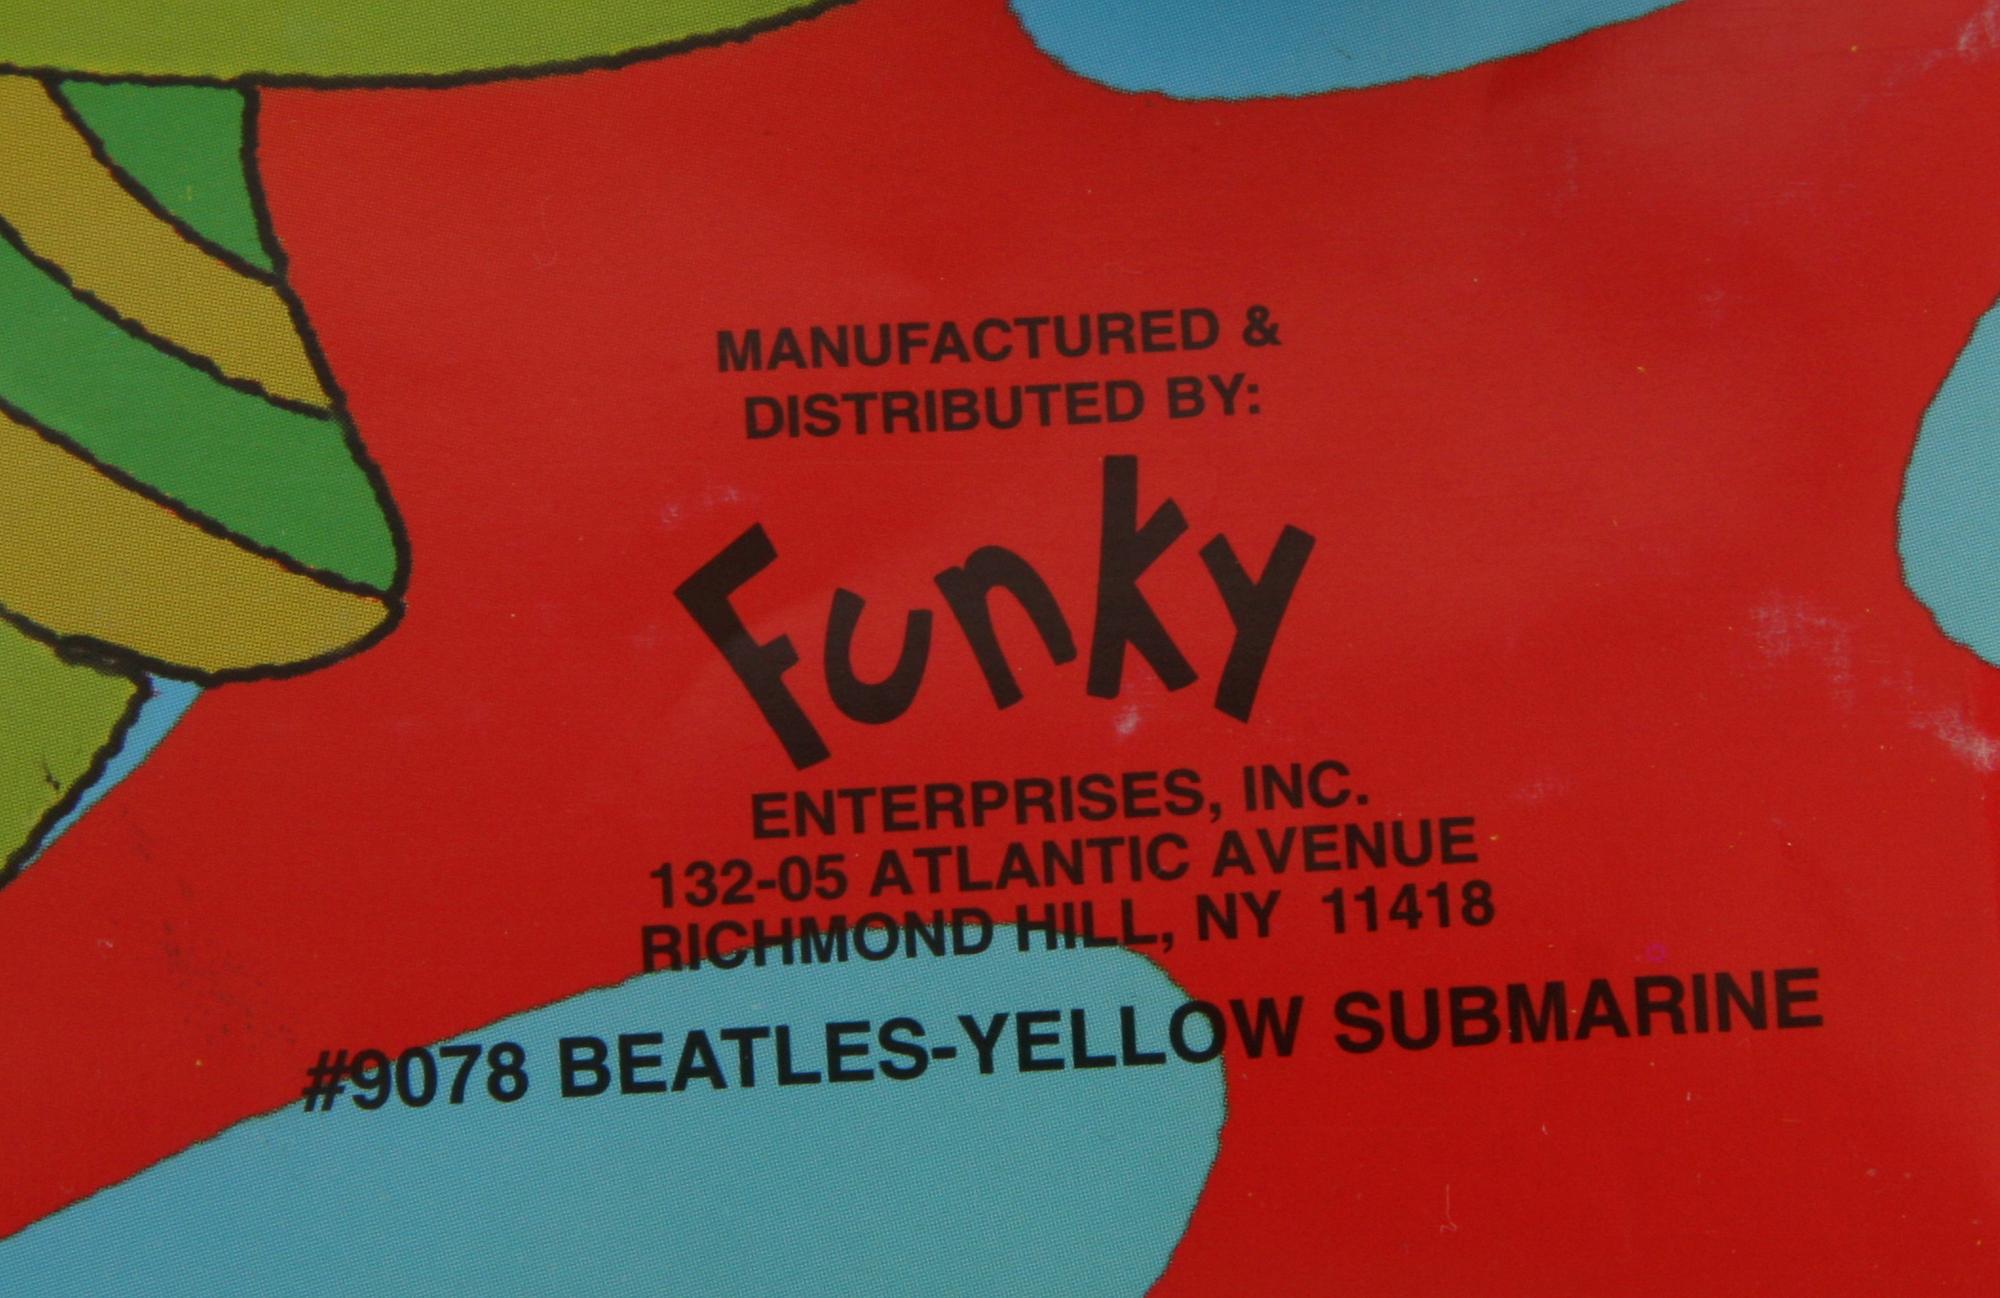 MANUFACTURED &
DISTRIBUTED BY:
Funky
ENTERPRISES, INC.
132-05 ATLANTIC AVENUE
RICHMOND HILL, NY 11418
#9078 BEATLES-YELLOW SUBMARINE